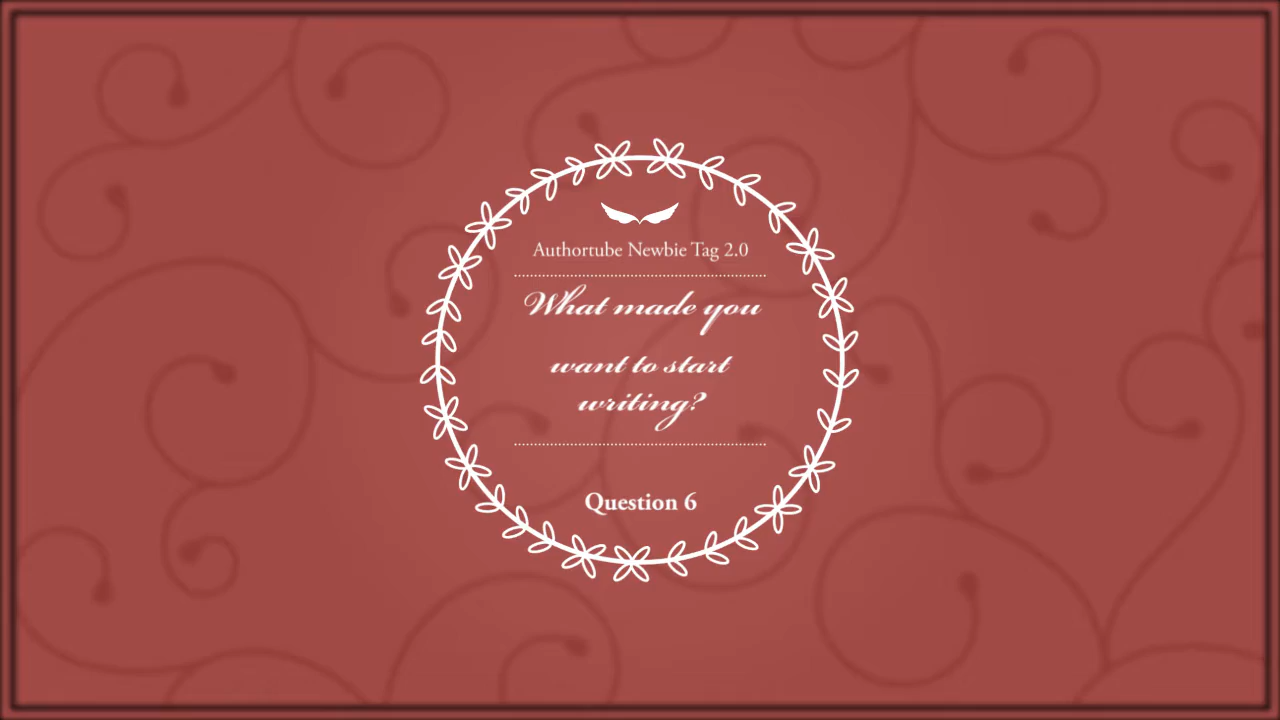 Authortube Newbie Tag 2.0
What made you
want to start
writing?
Question 6